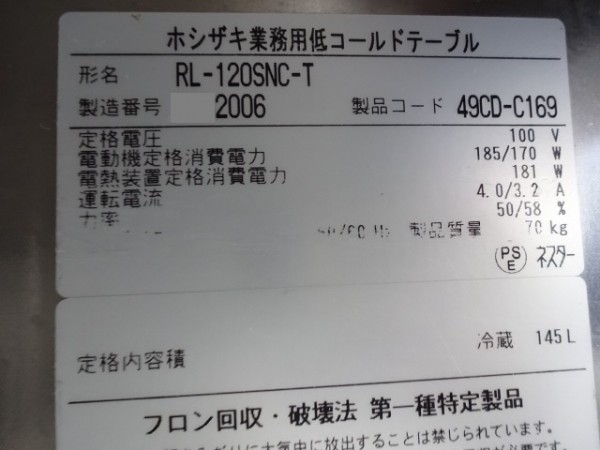 ホシザキ業務用低コールドテーブル
形名 RL-120SNC-T
製造番号 2006 製品コード 49CD-C169
定格電圧 100 V
電動機定格消費電力 185/170 W
電熱装置定格消費電力 181 W
運転電流 4.0/3.2 A
力率 50/58 %
50/60 Hz 製品質量 70 kg
PS E ネスター
定格内容積 冷蔵 145 L
フロン回収・破壊法 第一種特定製品
大気中に放出することは禁じられています。